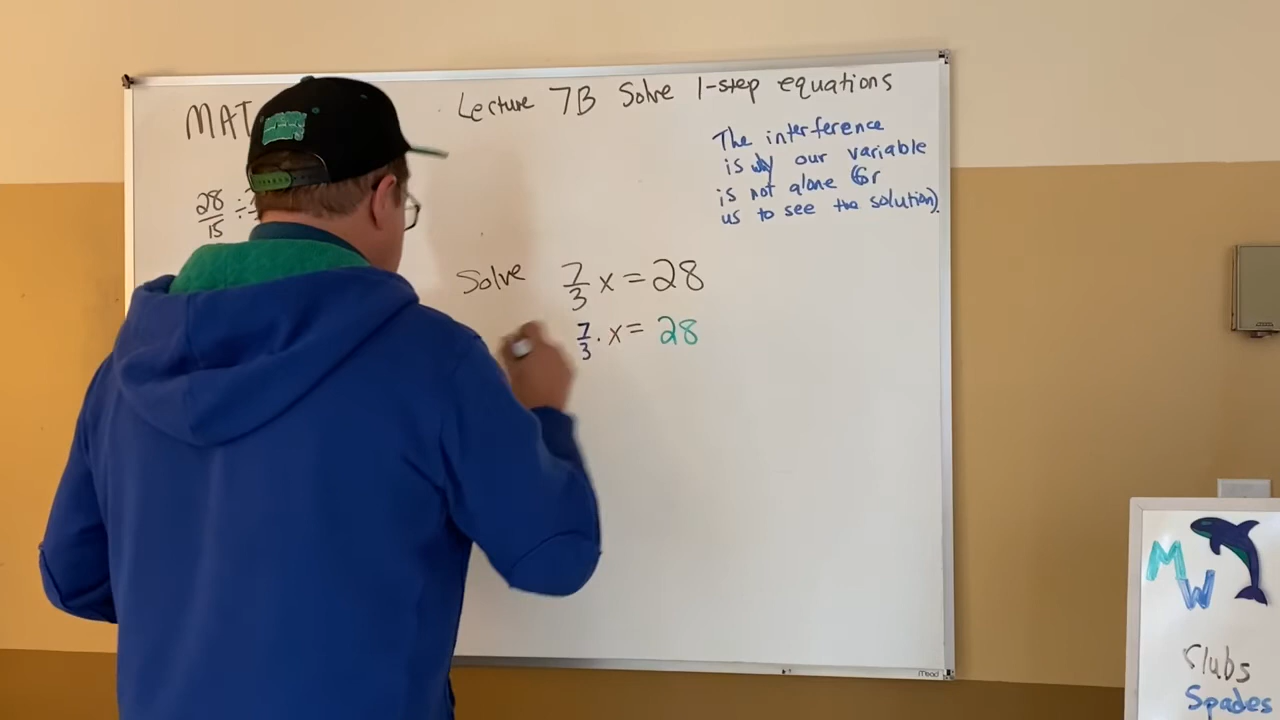 MAT
Lecture 7B Solve 1-step equations
The interference
is why our variable
is not alone (for
us to see the solution).
28/15 ÷
Solve 7/3 x = 28
7/3 · x = 28
Mead
M
W
Clubs
Spades